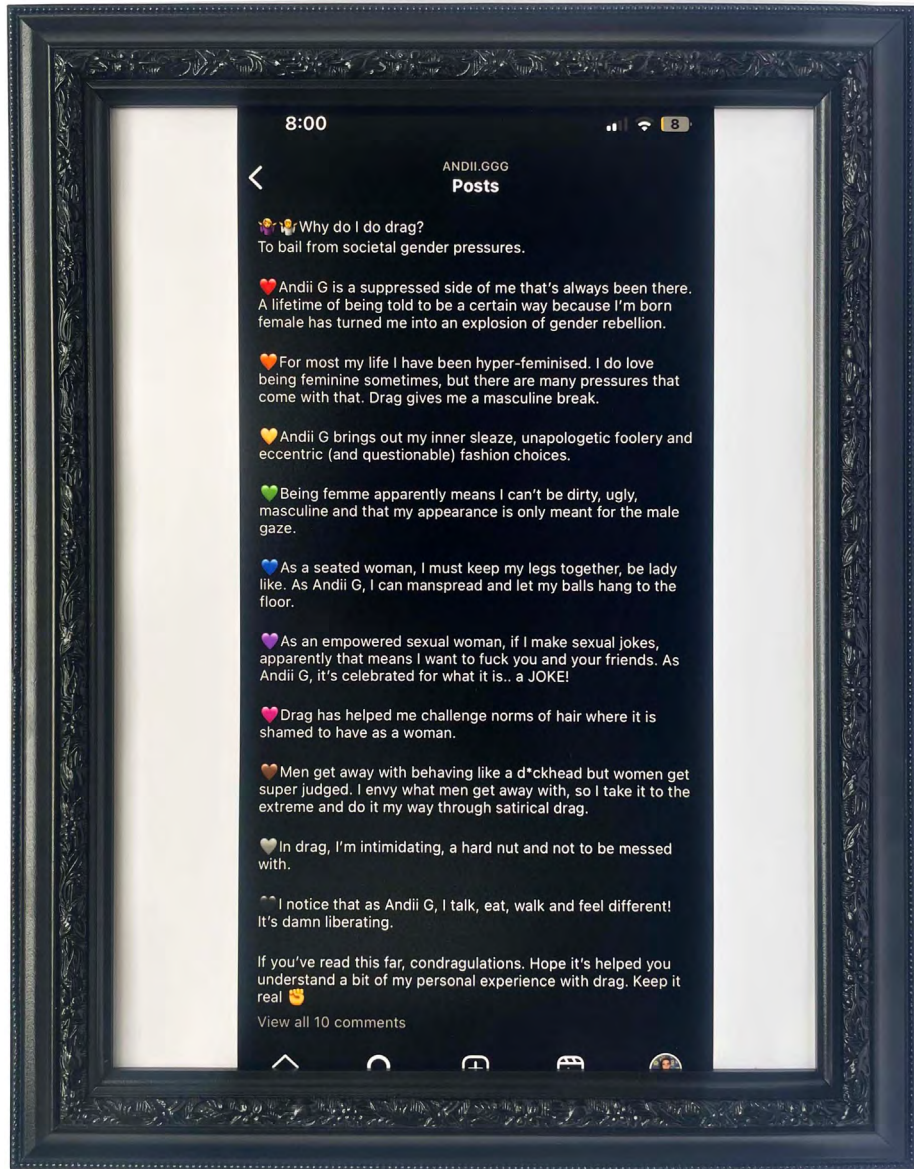 8:00
8
ANDII.GGG
Posts
🤷‍♀️🤷Why do I do drag?
To bail from societal gender pressures.
❤️Andii G is a suppressed side of me that's always been there.
A lifetime of being told to be a certain way because I'm born
female has turned me into an explosion of gender rebellion.
🧡For most my life I have been hyper-feminised. I do love
being feminine sometimes, but there are many pressures that
come with that. Drag gives me a masculine break.
💛Andii G brings out my inner sleaze, unapologetic foolery and
eccentric (and questionable) fashion choices.
💚Being femme apparently means I can't be dirty, ugly,
masculine and that my appearance is only meant for the male
gaze.
💙As a seated woman, I must keep my legs together, be lady
like. As Andii G, I can manspread and let my balls hang to the
floor.
💜As an empowered sexual woman, if I make sexual jokes,
apparently that means I want to fuck you and your friends. As
Andii G, it's celebrated for what it is.. a JOKE!
🩷Drag has helped me challenge norms of hair where it is
shamed to have as a woman.
🤎Men get away with behaving like a d*ckhead but women get
super judged. I envy what men get away with, so I take it to the
extreme and do it my way through satirical drag.
🤍In drag, I'm intimidating, a hard nut and not to be messed
with.
🖤I notice that as Andii G, I talk, eat, walk and feel different!
It's damn liberating.
If you've read this far, condragulations. Hope it's helped you
understand a bit of my personal experience with drag. Keep it
real ✊
View all 10 comments